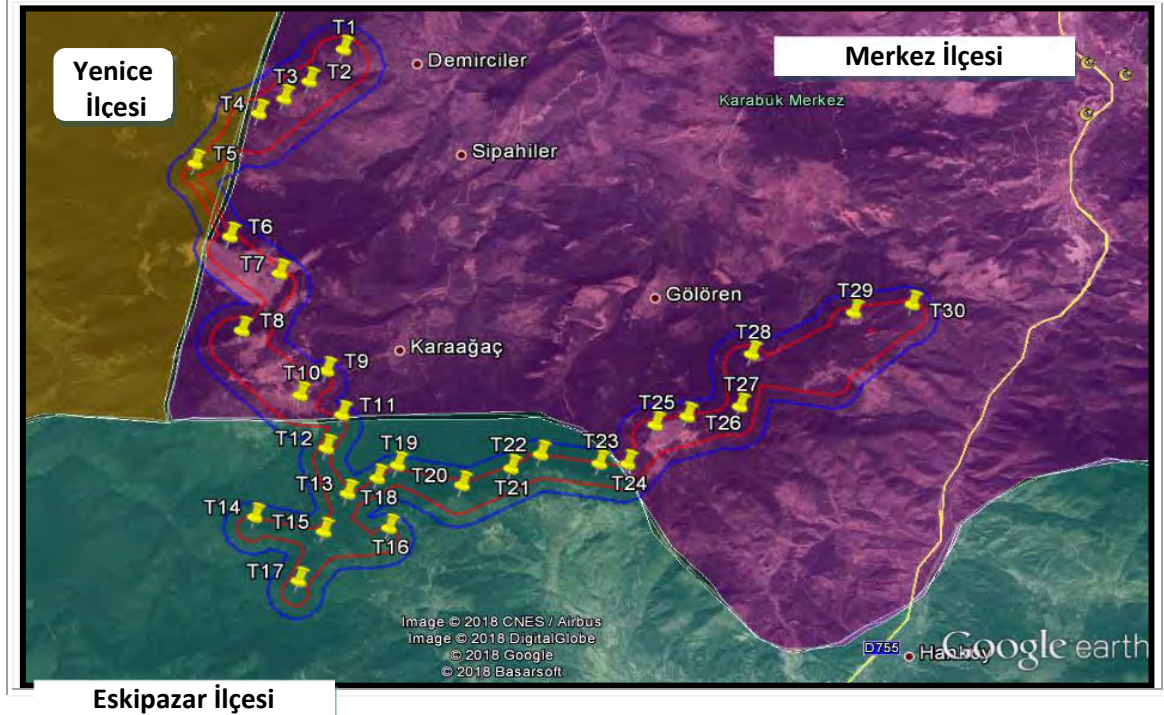 T1
Yenice
İlçesi
Merkez İlçesi
Demirciler
T2
T3
T4
Karabük Merkez
Sipahiler
T5
T6
T7
Gölören
T29
T30
T8
T28
Karaağaç
T9
T10
T27
T11
T25
T26
T12
T19
T22
T23
T13
T18
T20
T21
T24
T14
T15
T16
T17
Image © 2018 CNES / Airbus
Image © 2018 DigitalGlobe
© 2018 Google
© 2018 Basarsoft
D755
Hanköy
Google earth
Eskipazar İlçesi